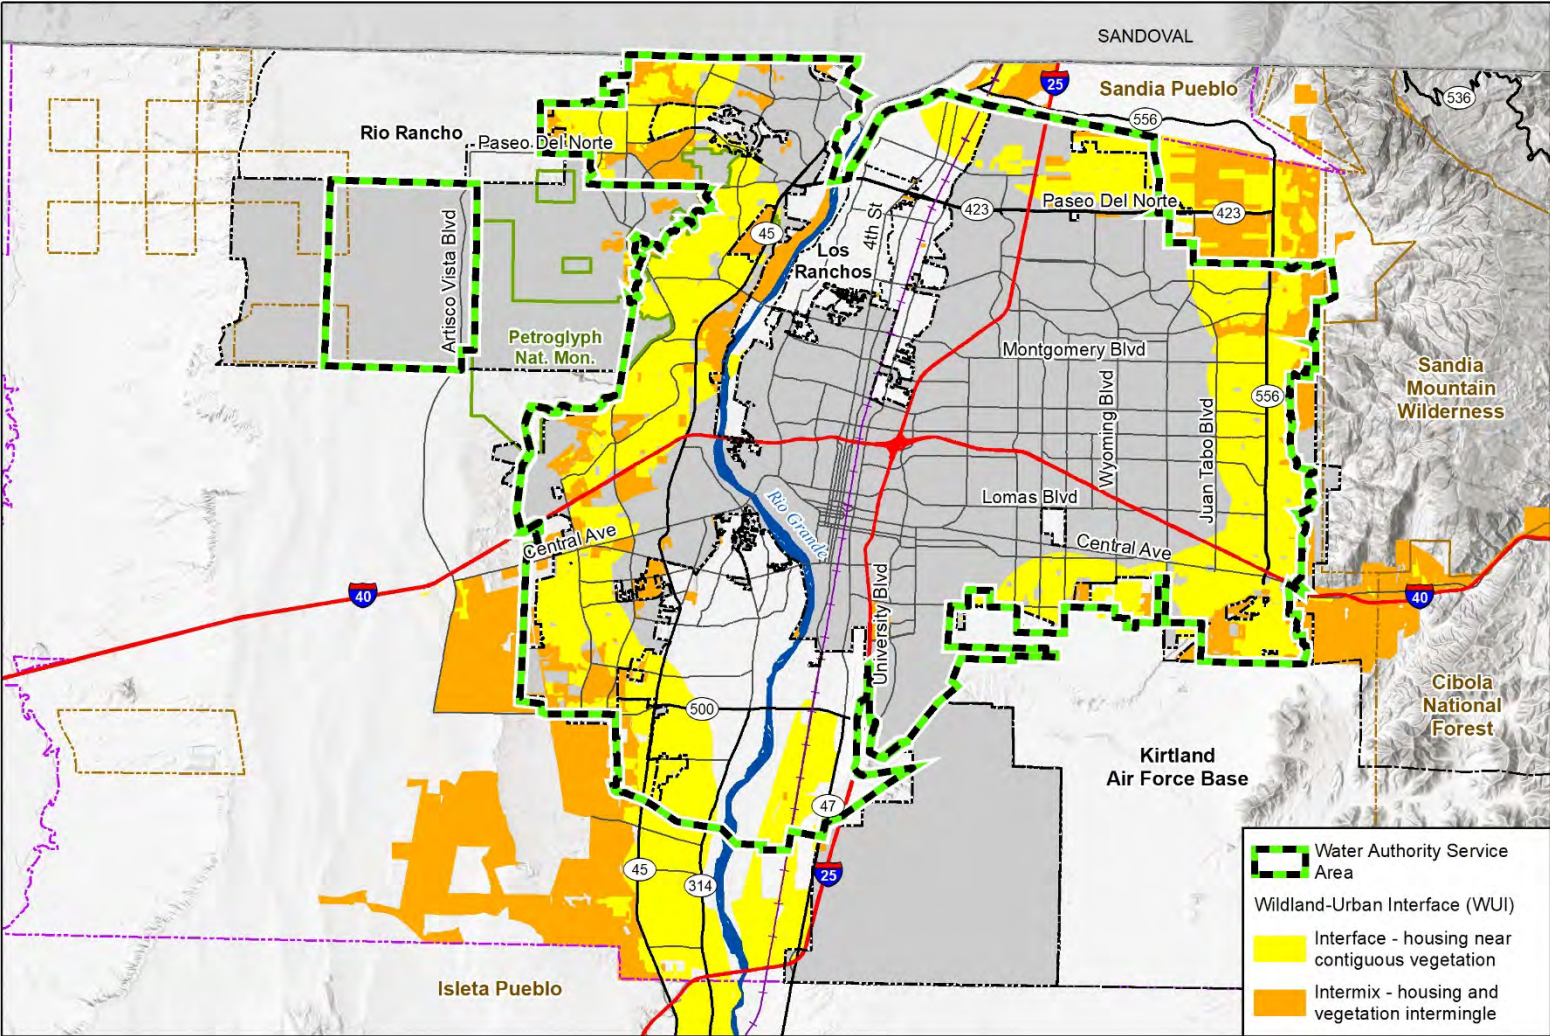 SANDOVAL
25
Sandia Pueblo
536
556
Rio Rancho
Paseo Del Norte
423
Paseo Del Norte
423
45
4th St
Los
Ranchos
Artisco Vista Blvd
Petroglyph
Nat. Mon.
Montgomery Blvd
Sandia
Mountain
Wilderness
556
Wyoming Blvd
Juan Tabo Blvd
Lomas Blvd
Rio Grande
Central Ave
Central Ave
40
University Blvd
40
500
Cibola
National
Forest
Kirtland
Air Force Base
47
45
314
25
Isleta Pueblo
Water Authority Service
Area
Wildland-Urban Interface (WUI)
Interface - housing near
contiguous vegetation
Intermix - housing and
vegetation intermingle